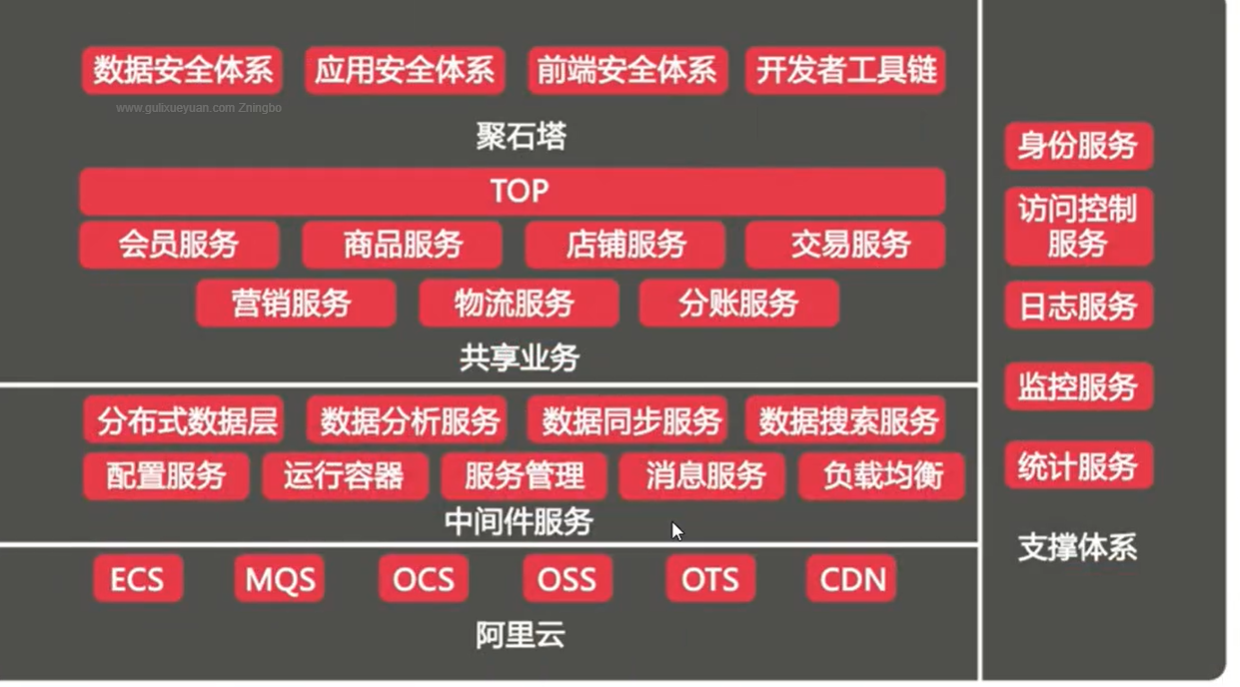 数据安全体系 应用安全体系 前端安全体系 开发者工具链
www.gulixueyuan.com Zningbo
聚石塔
TOP
会员服务 商品服务 店铺服务 交易服务
营销服务 物流服务 分账服务
共享业务
分布式数据层 数据分析服务 数据同步服务 数据搜索服务
配置服务 运行容器 服务管理 消息服务 负载均衡
中间件服务
ECS MQS OCS OSS OTS CDN
阿里云
身份服务
访问控制
服务
日志服务
监控服务
统计服务
支撑体系